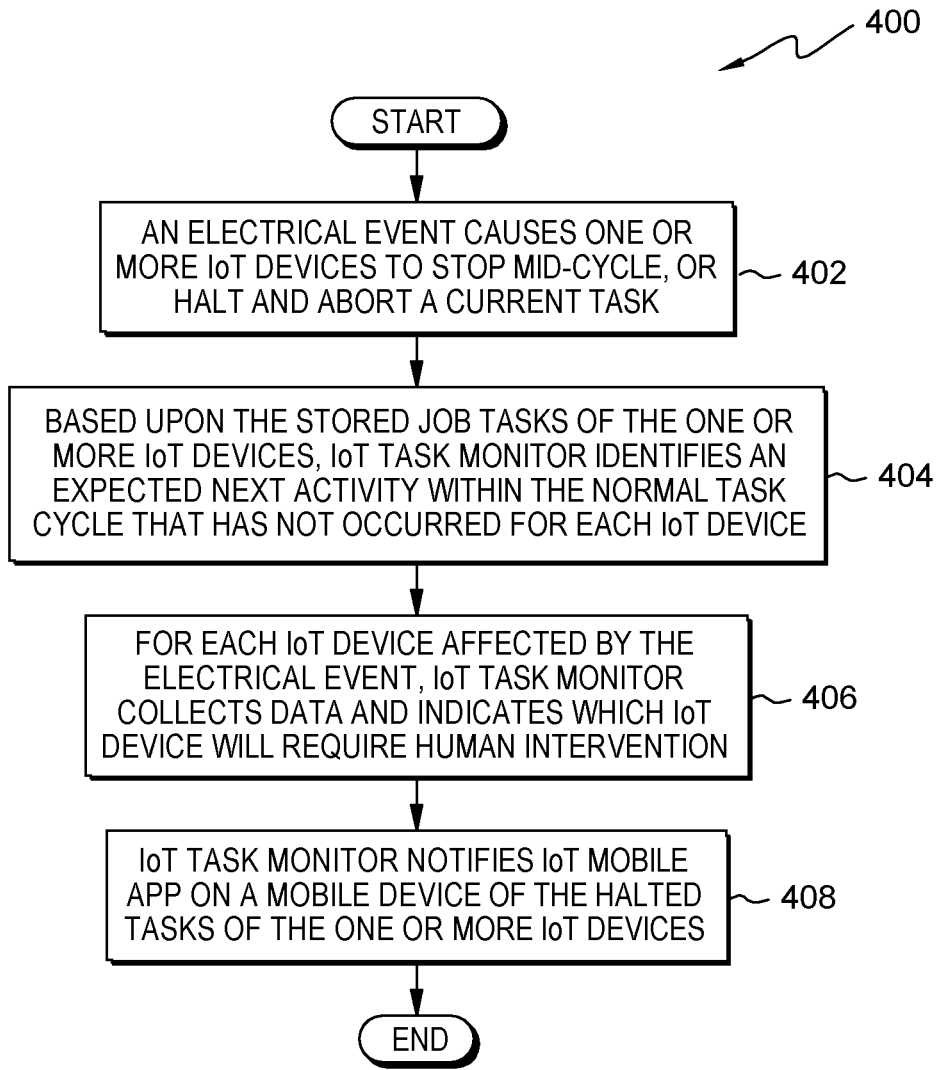 400
START
AN ELECTRICAL EVENT CAUSES ONE OR
MORE IoT DEVICES TO STOP MID-CYCLE, OR
HALT AND ABORT A CURRENT TASK
402
BASED UPON THE STORED JOB TASKS OF THE ONE OR
MORE IoT DEVICES, IoT TASK MONITOR IDENTIFIES AN
EXPECTED NEXT ACTIVITY WITHIN THE NORMAL TASK
CYCLE THAT HAS NOT OCCURRED FOR EACH IoT DEVICE
404
FOR EACH IoT DEVICE AFFECTED BY THE
ELECTRICAL EVENT, IoT TASK MONITOR
COLLECTS DATA AND INDICATES WHICH IoT
DEVICE WILL REQUIRE HUMAN INTERVENTION
406
IoT TASK MONITOR NOTIFIES IoT MOBILE
APP ON A MOBILE DEVICE OF THE HALTED
TASKS OF THE ONE OR MORE IoT DEVICES
408
END